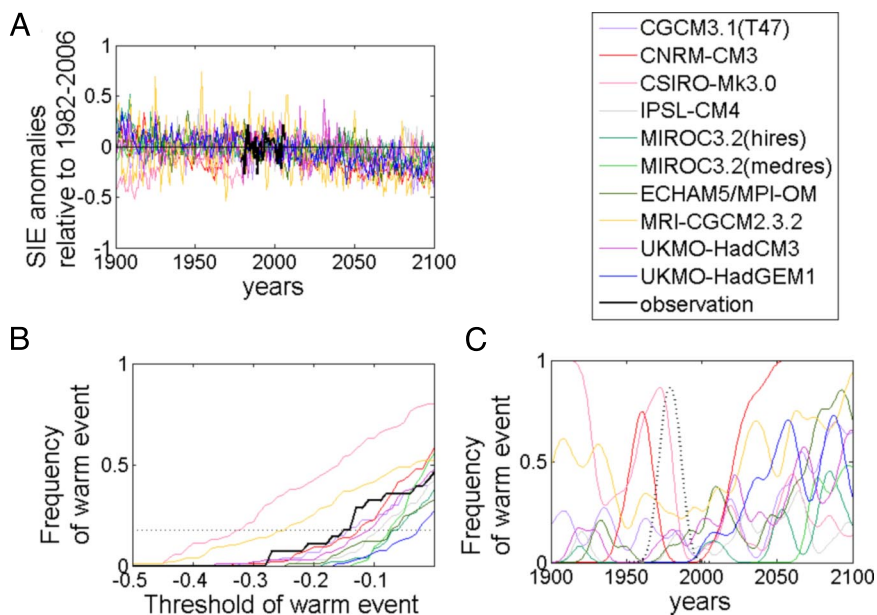 A
SIE anomalies
relative to 1982-2006
1
0.5
0
-0.5
-1
1900
1950
2000
2050
2100
years
CGCM3.1(T47)
CNRM-CM3
CSIRO-Mk3.0
IPSL-CM4
MIROC3.2(hires)
MIROC3.2(medres)
ECHAM5/MPI-OM
MRI-CGCM2.3.2
UKMO-HadCM3
UKMO-HadGEM1
observation
B
Frequency
of warm event
1
0.5
0
-0.5
-0.4
-0.3
-0.2
-0.1
Threshold of warm event
C
Frequency
of warm event
1
0.5
0
1900
1950
2000
2050
2100
years